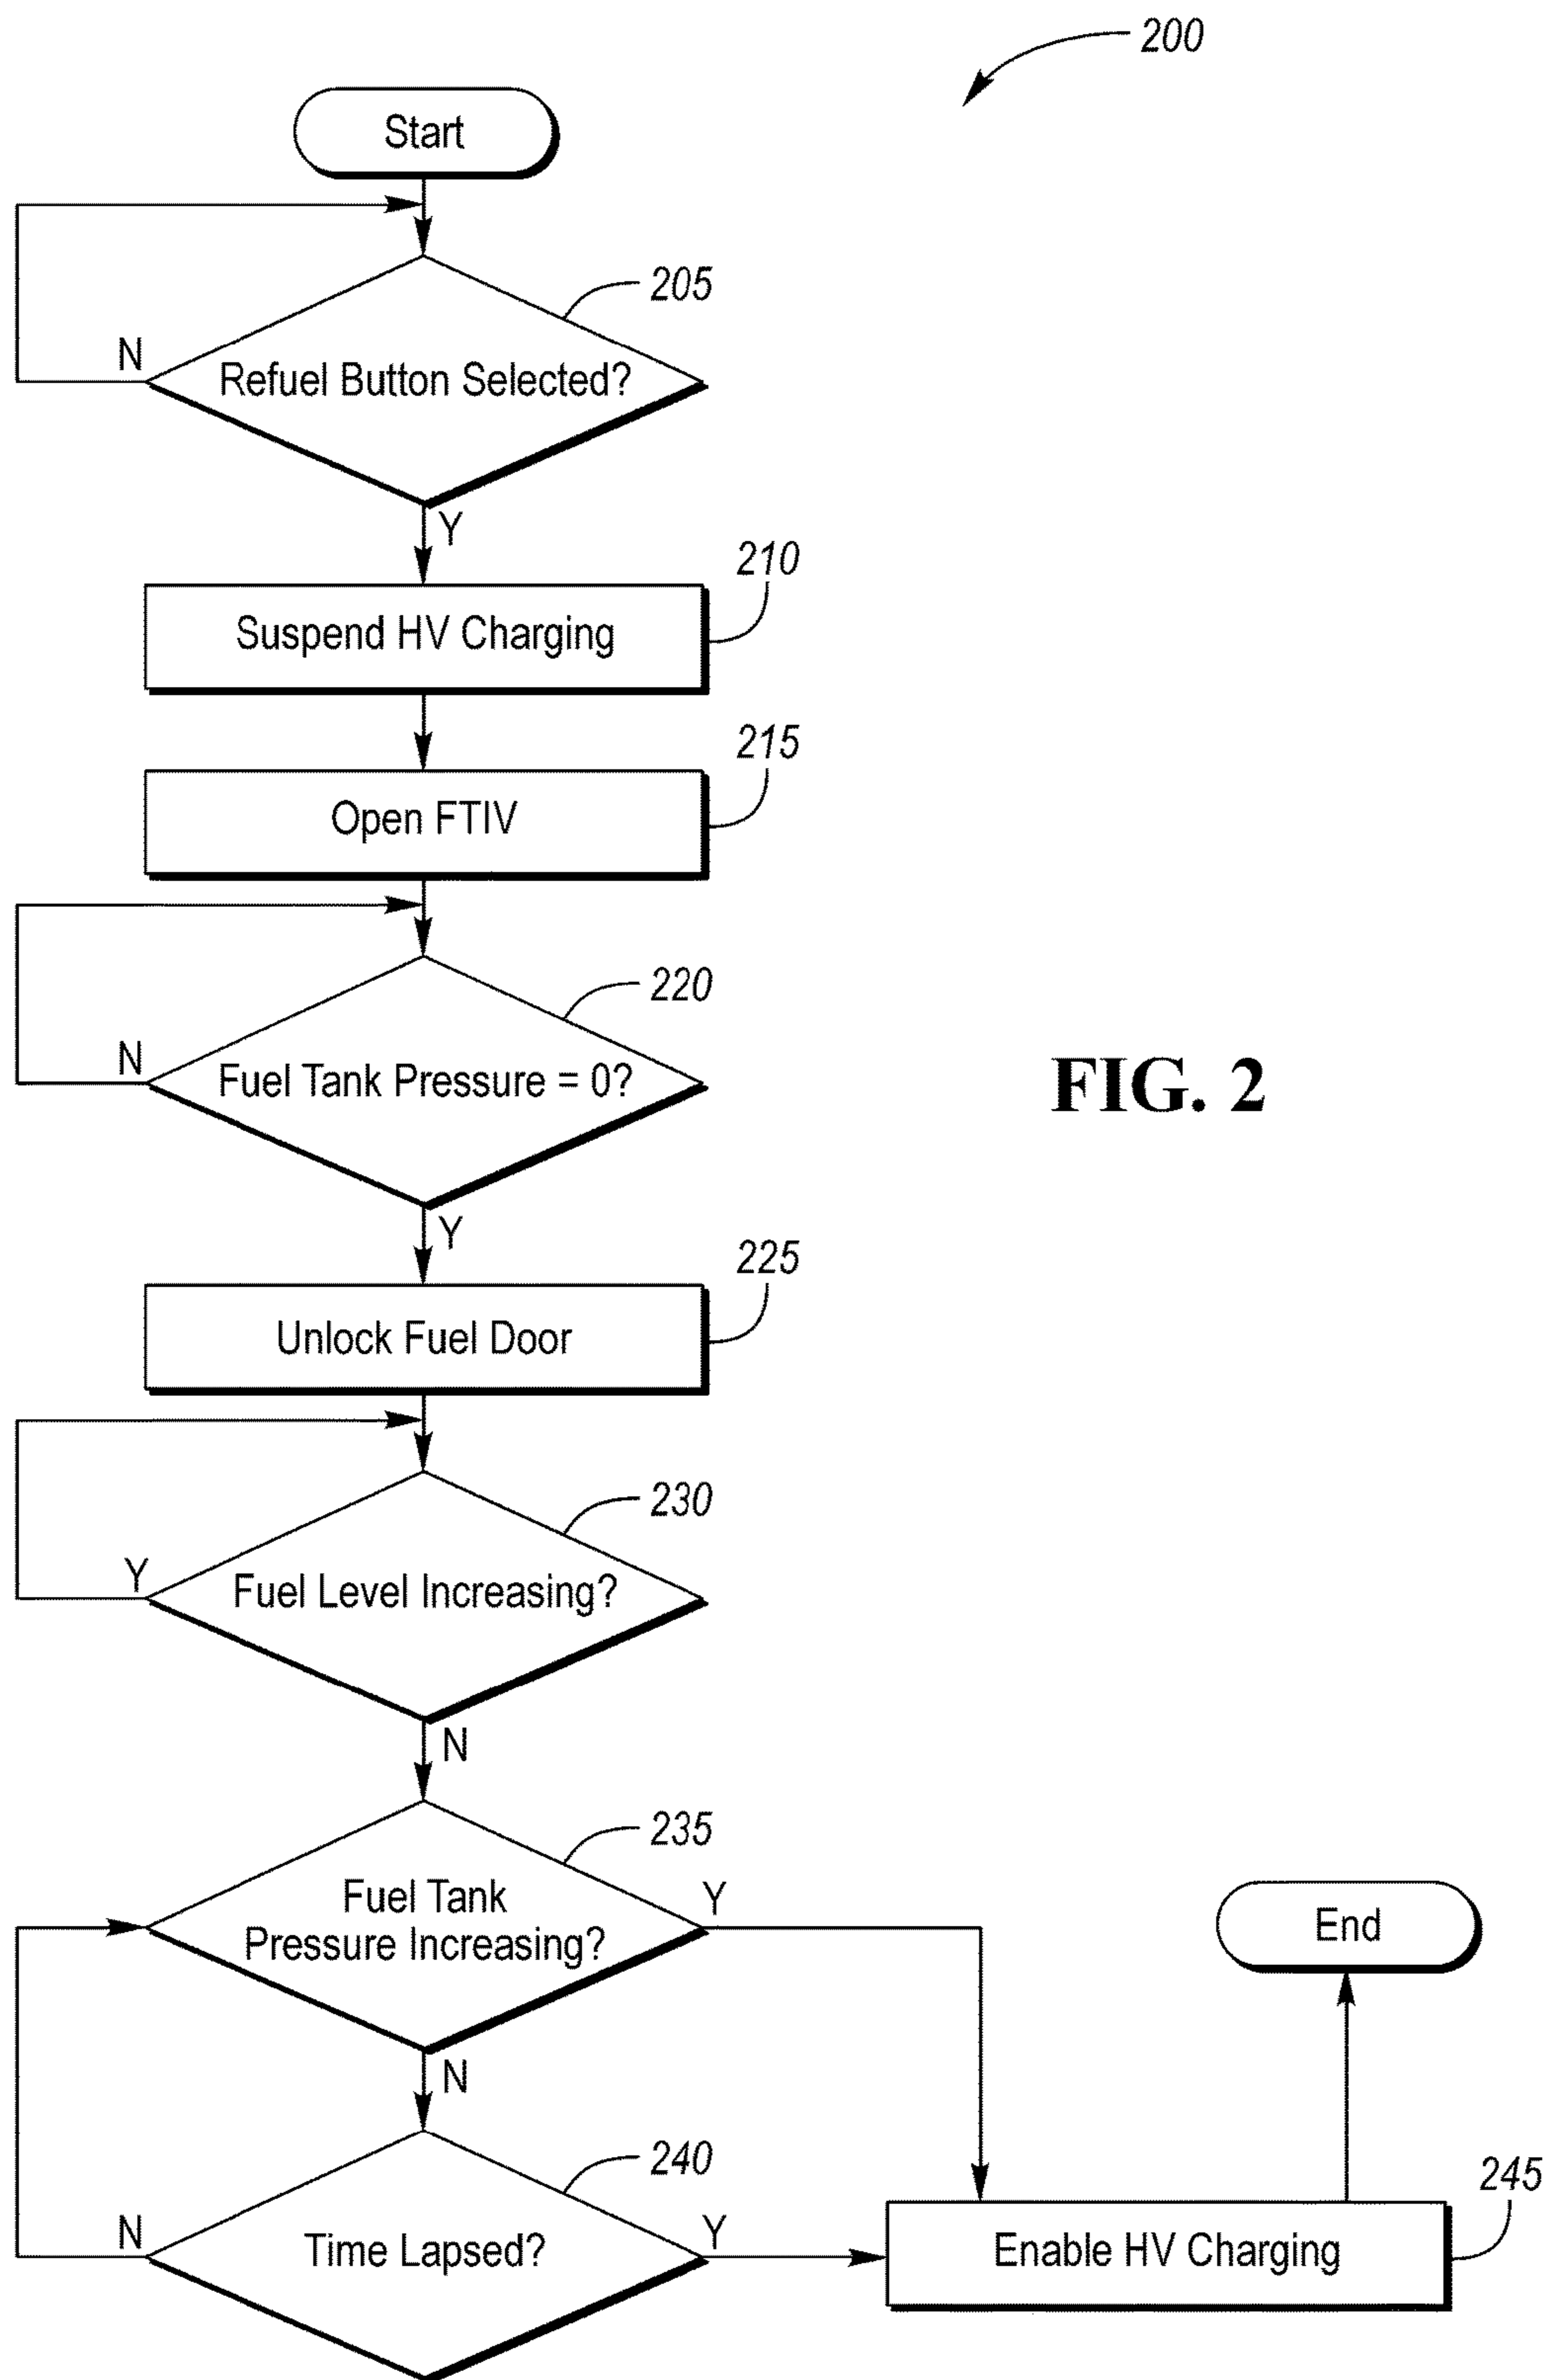 200
Start
205
N
Refuel Button Selected?
Y
210
Suspend HV Charging
215
Open FTIV
220
N
Fuel Tank Pressure = 0?
FIG. 2
Y
225
Unlock Fuel Door
230
Y
Fuel Level Increasing?
N
235
Fuel Tank
Pressure Increasing?
Y
End
N
240
245
N
Time Lapsed?
Y
Enable HV Charging